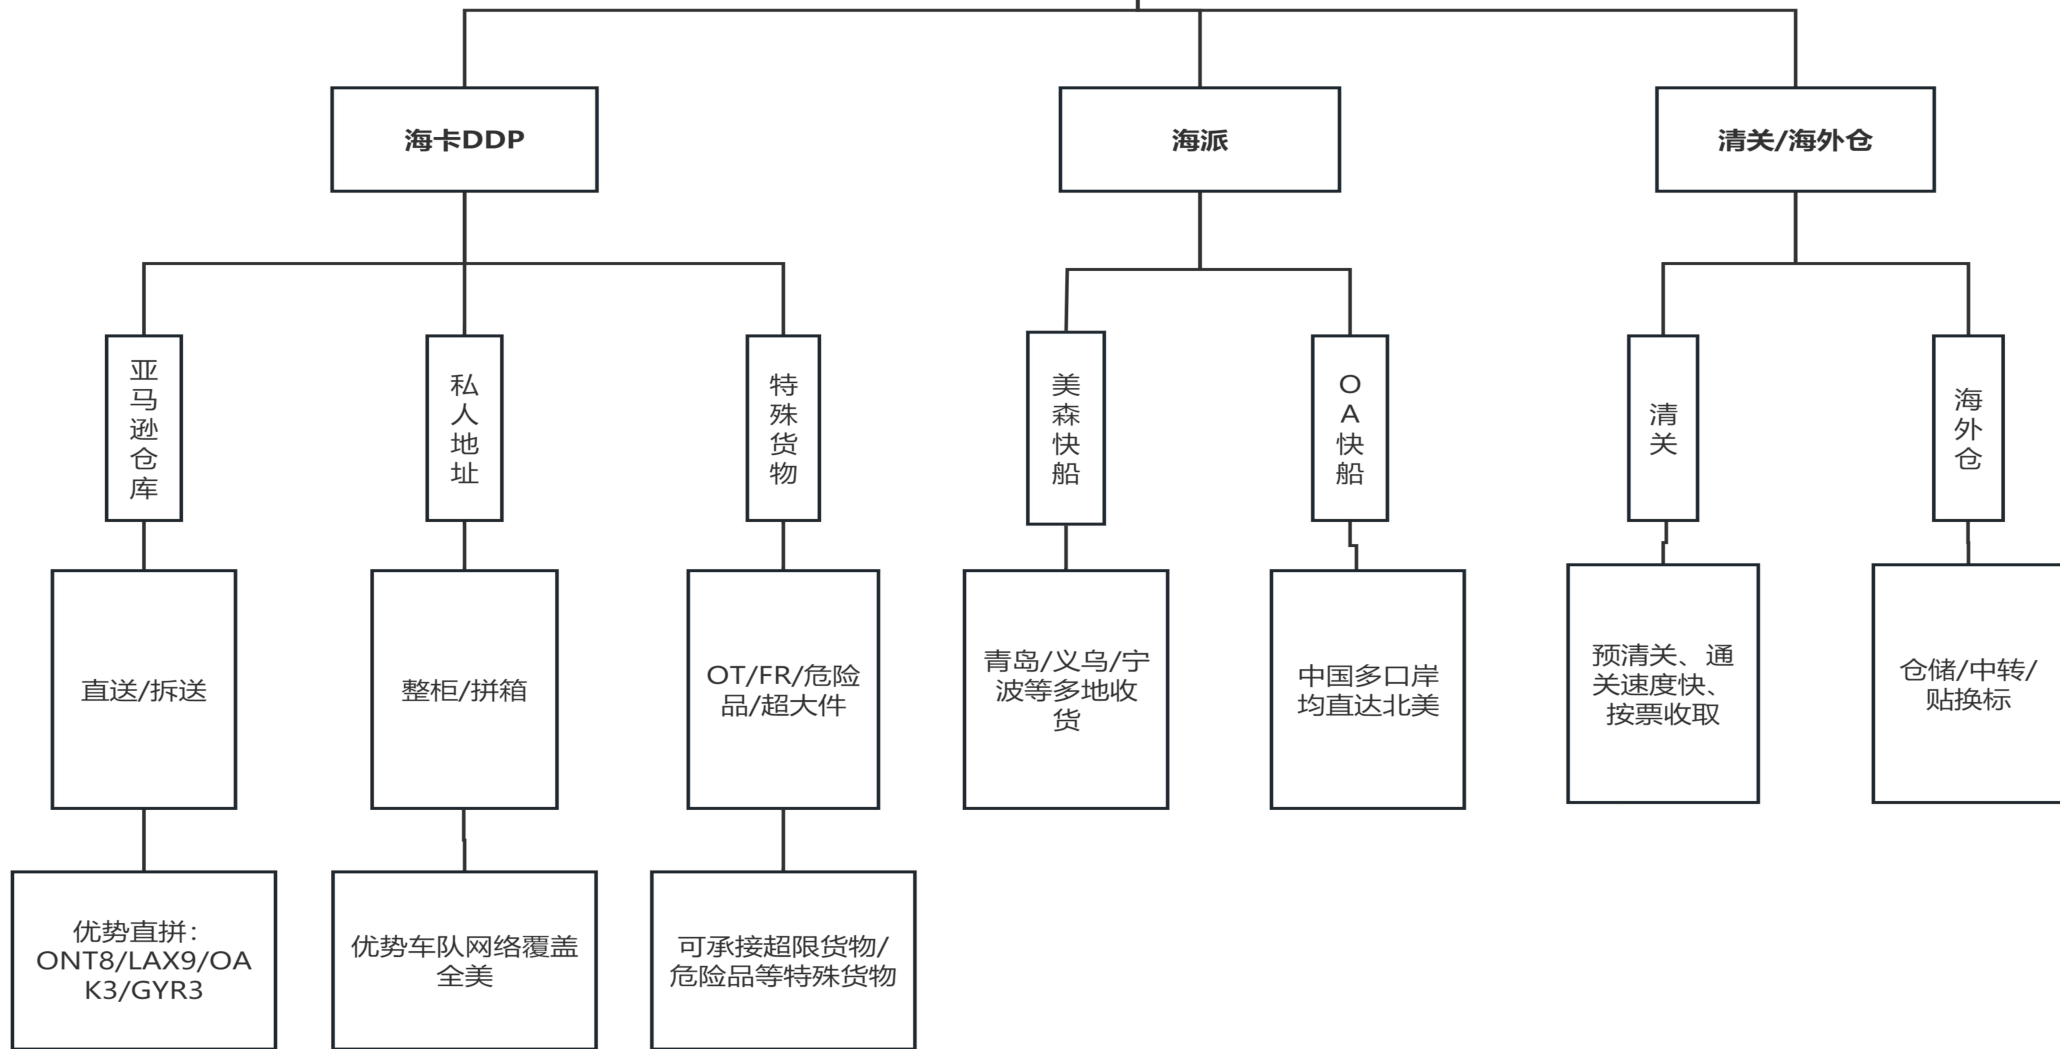 海卡DDP
海派
清关/海外仓
亚马逊仓库
私人地址
特殊货物
美森快船
OA快船
清关
海外仓
直送/拆送
整柜/拼箱
OT/FR/危险
品/超大件
青岛/义乌/宁
波等多地收
货
中国多口岸
均直达北美
预清关、通
关速度快、
按票收取
仓储/中转/
贴换标
优势直拼：
ONT8/LAX9/OA
K3/GYR3
优势车队网络覆盖
全美
可承接超限货物/
危险品等特殊货物